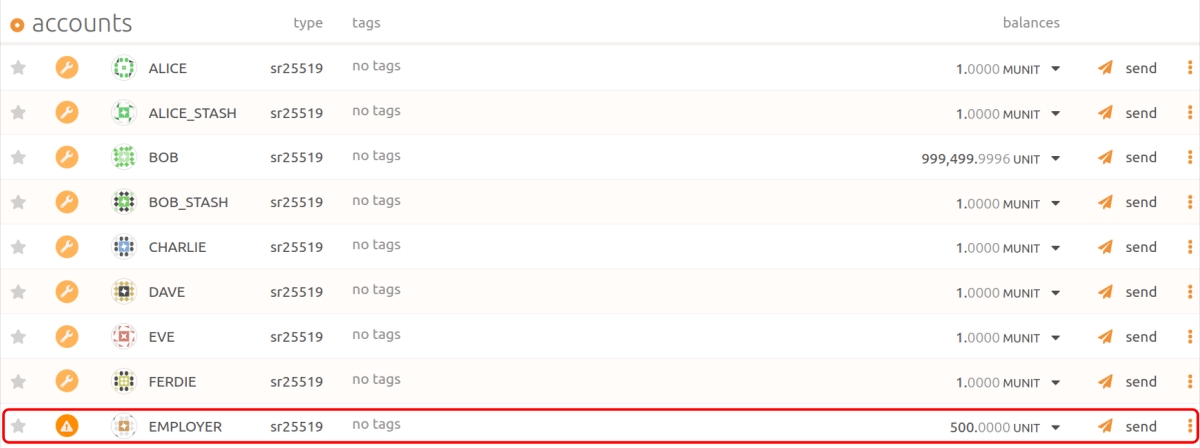 accounts type tags balances
ALICE sr25519 no tags 1.0000 MUNIT send
ALICE_STASH sr25519 no tags 1.0000 MUNIT send
BOB sr25519 no tags 999,499.9996 UNIT send
BOB_STASH sr25519 no tags 1.0000 MUNIT send
CHARLIE sr25519 no tags 1.0000 MUNIT send
DAVE sr25519 no tags 1.0000 MUNIT send
EVE sr25519 no tags 1.0000 MUNIT send
FERDIE sr25519 no tags 1.0000 MUNIT send
EMPLOYER sr25519 no tags 500.0000 UNIT send